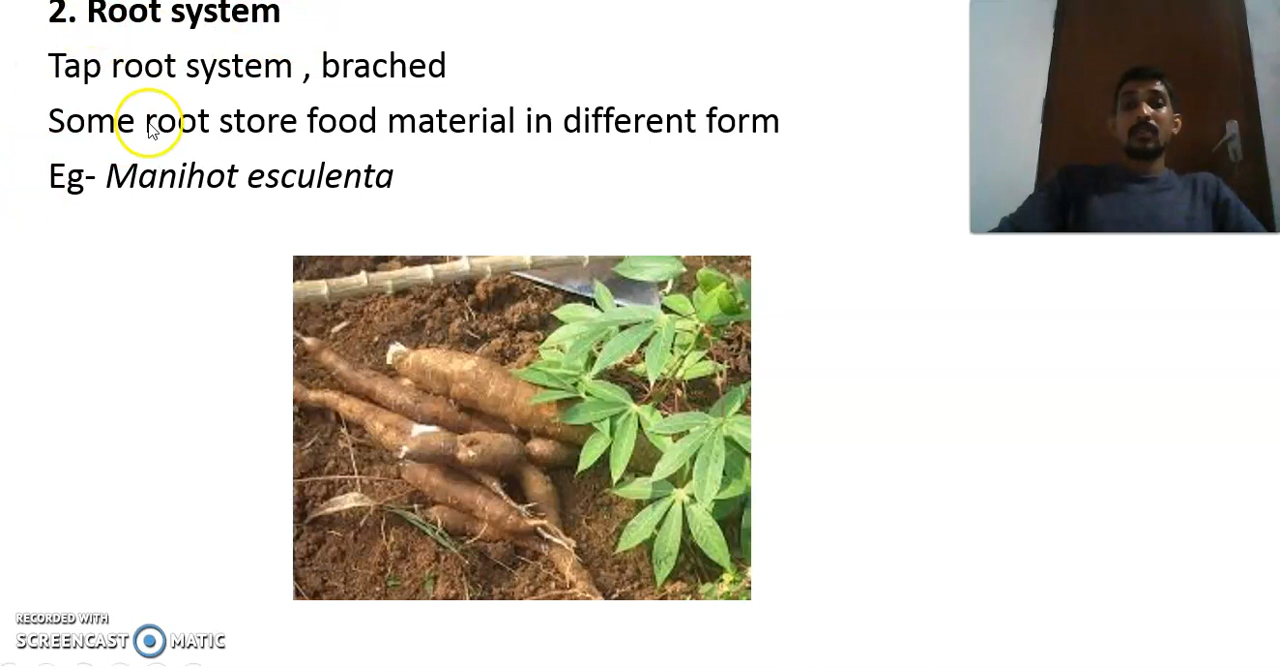 2. Root system
Tap root system , brached
Some root store food material in different form
Eg- Manihot esculenta
RECORDED WITH
SCREENCAST MATIC